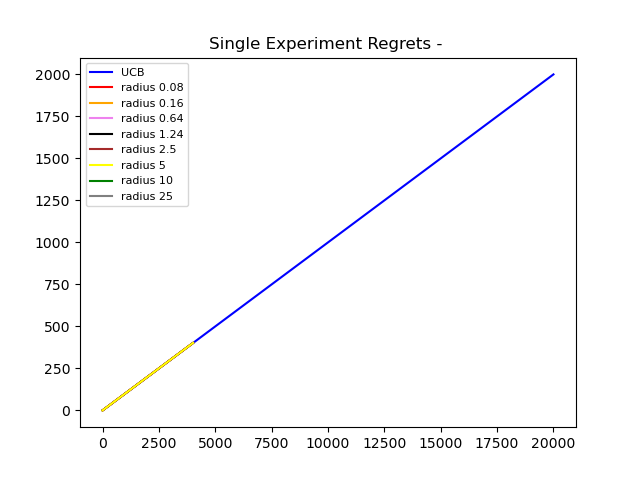 Single Experiment Regrets -
2000
1750
1500
1250
1000
750
500
250
0
UCB
radius 0.08
radius 0.16
radius 0.64
radius 1.24
radius 2.5
radius 5
radius 10
radius 25
0 2500 5000 7500 10000 12500 15000 17500 20000